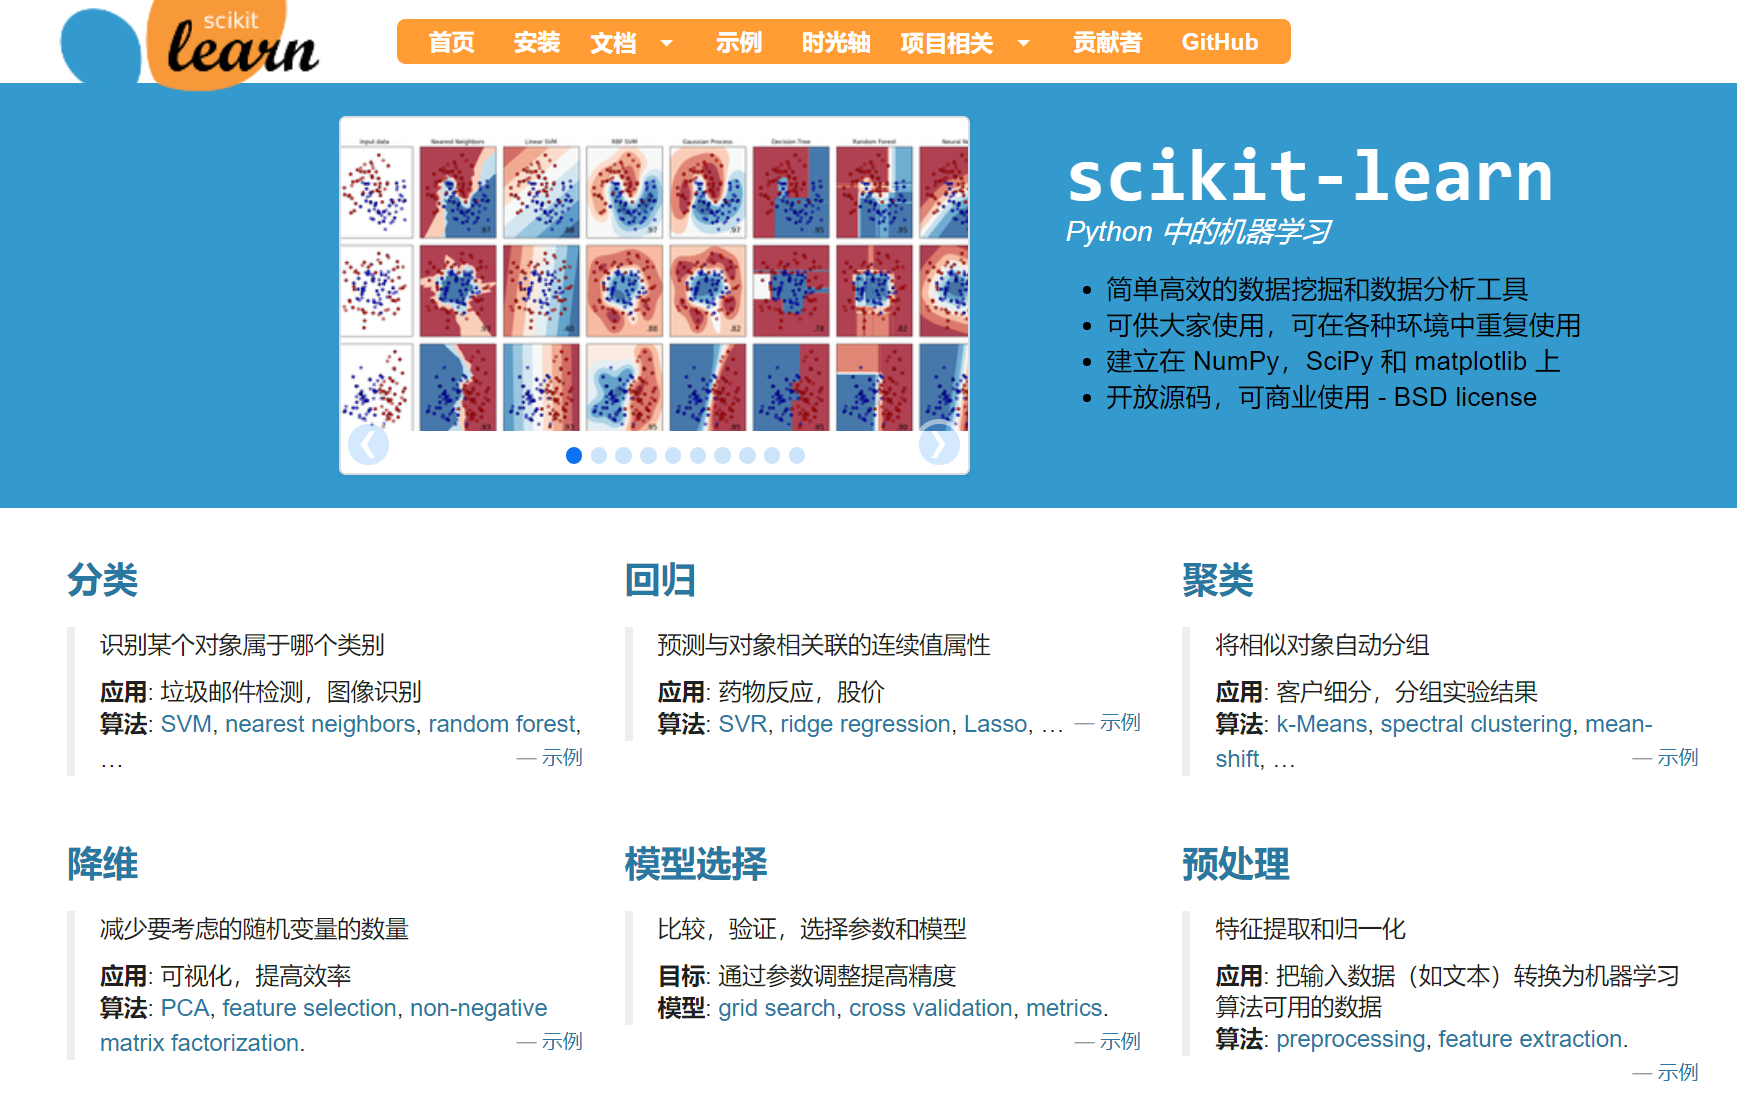 scikit
learn
首页 安装 文档 示例 时光轴 项目相关 贡献者 GitHub
Input data Nearest Neighbors Linear SVM RBF SVM Gaussian Process Decision Tree Random Forest Neural N
scikit-learn
Python 中的机器学习
简单高效的数据挖掘和数据分析工具
可供大家使用，可在各种环境中重复使用
建立在 NumPy，SciPy 和 matplotlib 上
开放源码，可商业使用 - BSD license
分类
识别某个对象属于哪个类别
应用: 垃圾邮件检测，图像识别
算法: SVM, nearest neighbors, random forest,
…
— 示例
回归
预测与对象相关联的连续值属性
应用: 药物反应，股价
算法: SVR, ridge regression, Lasso, …
— 示例
聚类
将相似对象自动分组
应用: 客户细分，分组实验结果
算法: k-Means, spectral clustering, mean-
shift, …
— 示例
降维
减少要考虑的随机变量的数量
应用: 可视化，提高效率
算法: PCA, feature selection, non-negative
matrix factorization.
— 示例
模型选择
比较，验证，选择参数和模型
目标: 通过参数调整提高精度
模型: grid search, cross validation, metrics.
— 示例
预处理
特征提取和归一化
应用: 把输入数据（如文本）转换为机器学习
算法可用的数据
算法: preprocessing, feature extraction.
— 示例